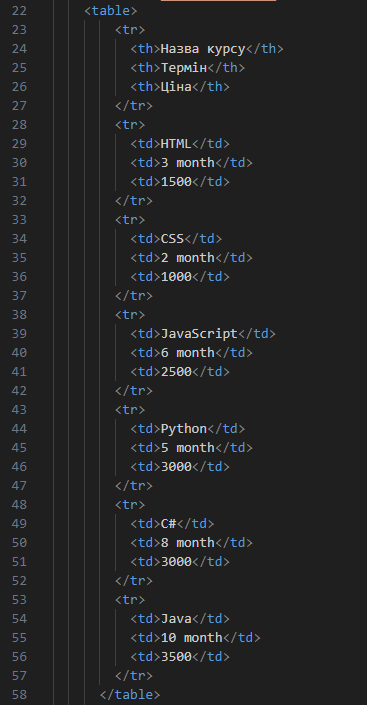 22 <table>
23 <tr>
24 <th>Назва курсу</th>
25 <th>Термін</th>
26 <th>Ціна</th>
27 </tr>
28 <tr>
29 <td>HTML</td>
30 <td>3 month</td>
31 <td>1500</td>
32 </tr>
33 <tr>
34 <td>CSS</td>
35 <td>2 month</td>
36 <td>1000</td>
37 </tr>
38 <tr>
39 <td>JavaScript</td>
40 <td>6 month</td>
41 <td>2500</td>
42 </tr>
43 <tr>
44 <td>Python</td>
45 <td>5 month</td>
46 <td>3000</td>
47 </tr>
48 <tr>
49 <td>C#</td>
50 <td>8 month</td>
51 <td>3000</td>
52 </tr>
53 <tr>
54 <td>Java</td>
55 <td>10 month</td>
56 <td>3500</td>
57 </tr>
58 </table>